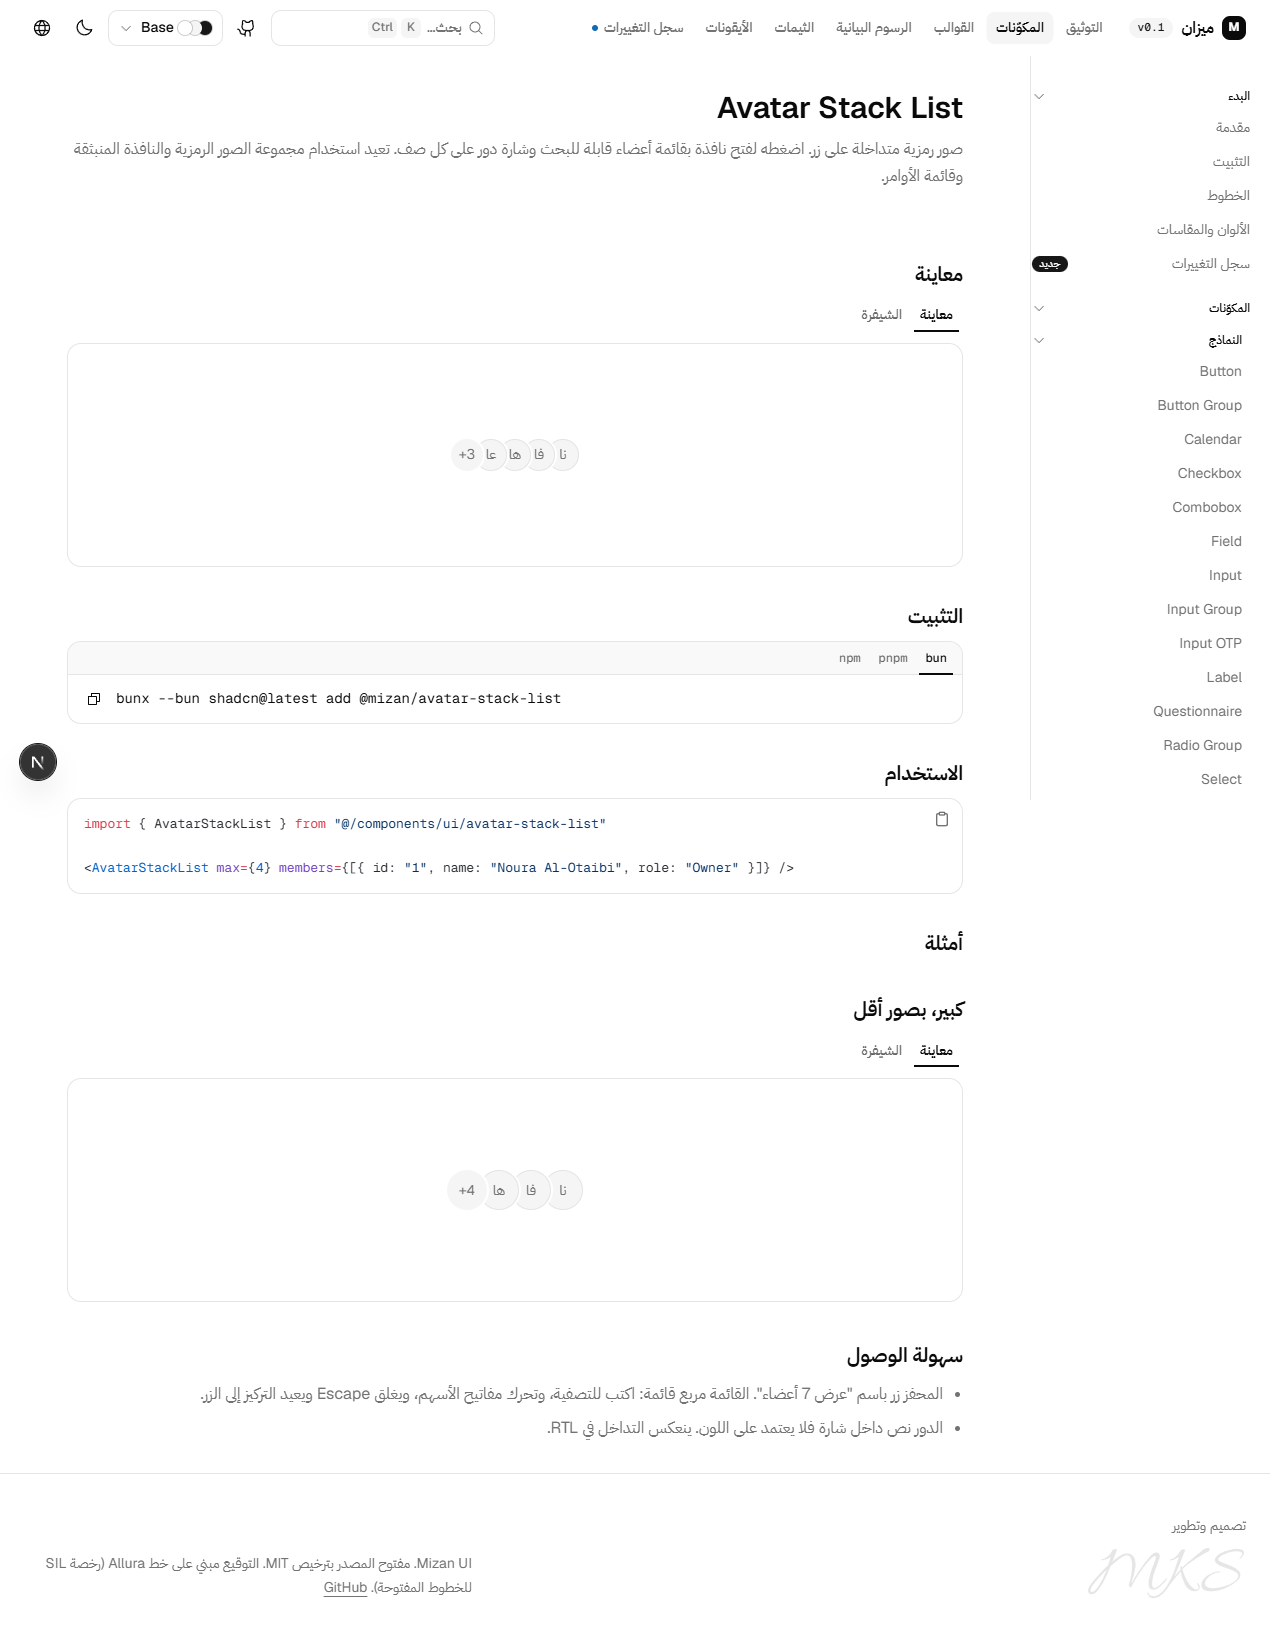 M ميزان v0.1 التوثيق المكوّنات القوالب الرسوم البيانية الثيمات الأيقونات سجل التغييرات بحث... K Ctrl Base
البدء
مقدمة
التثبيت
الخطوط
الألوان والمقاسات
سجل التغييرات جديد
المكوّنات
النماذج
Button
Button Group
Calendar
Checkbox
Combobox
Field
Input
Input Group
Input OTP
Label
Questionnaire
Radio Group
Select
Avatar Stack List
صور رمزية متداخلة على زر. اضغطه لفتح نافذة بقائمة أعضاء قابلة للبحث وشارة دور على كل صف. تعيد استخدام مجموعة الصور الرمزية والنافذة المنبثقة
وقائمة الأوامر.
معاينة
معاينة الشيفرة
نا فا ها عا +3
التثبيت
bun pnpm npm
bunx --bun shadcn@latest add @mizan/avatar-stack-list
N
الاستخدام
import { AvatarStackList } from "@/components/ui/avatar-stack-list"
<AvatarStackList max={4} members={[{ id: "1", name: "Noura Al-Otaibi", role: "Owner" }]} />
أمثلة
كبير، بصور أقل
معاينة الشيفرة
نا فا ها +4
سهولة الوصول
• المحفز زر باسم "عرض 7 أعضاء". القائمة مربع قائمة: اكتب للتصفية، وتحرك مفاتيح الأسهم، ويغلق Escape ويعيد التركيز إلى الزر.
• الدور نص داخل شارة فلا يعتمد على اللون. ينعكس التداخل في RTL.
تصميم وتطوير
MKS
Mizan UI. مفتوح المصدر بترخيص MIT. التوقيع مبني على خط Allura (رخصة SIL
للخطوط المفتوحة). GitHub